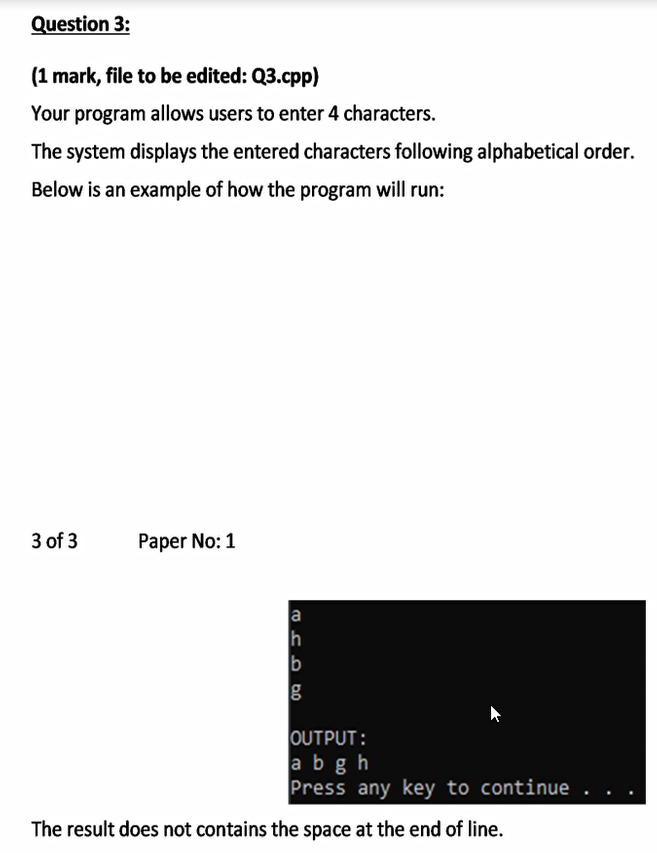 Question 3:
(1 mark, file to be edited: Q3.cpp)
Your program allows users to enter 4 characters.
The system displays the entered characters following alphabetical order.
Below is an example of how the program will run:
3 of 3 Paper No: 1
a
h
b
g
OUTPUT:
a b g h
Press any key to continue . . .
The result does not contains the space at the end of line.